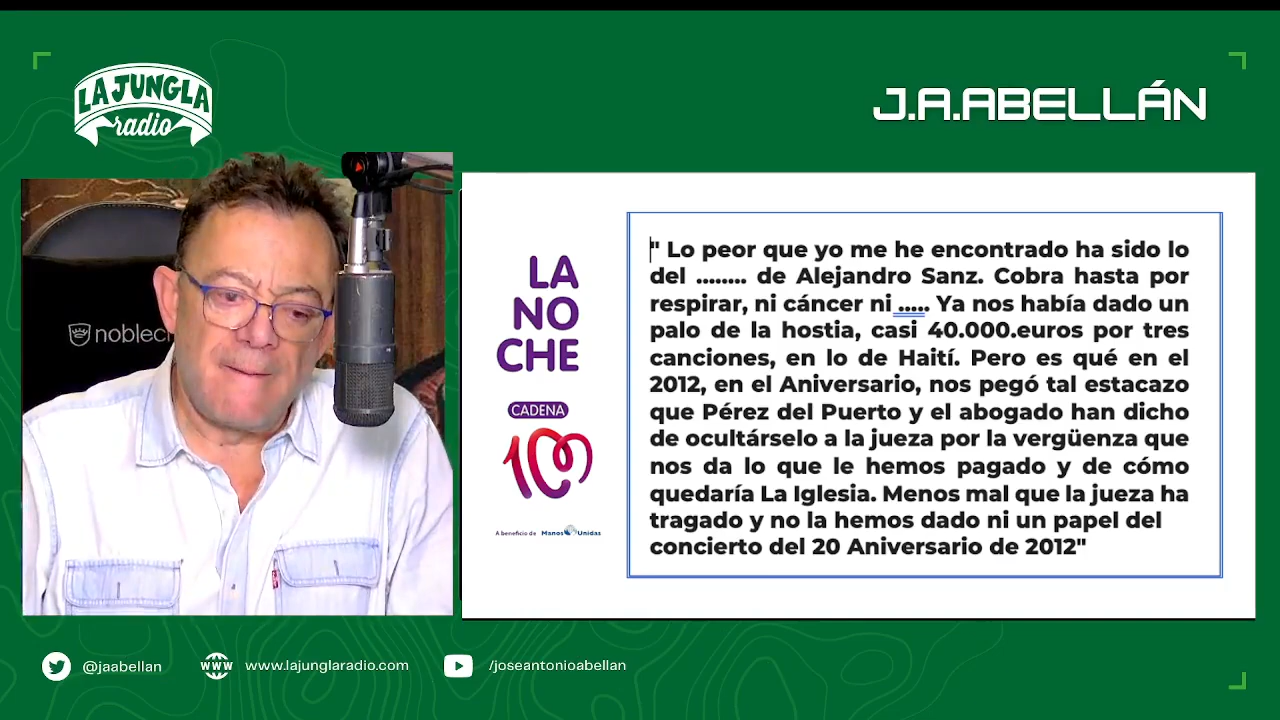 LA JUNGLA
radio
J.A.ABELLÁN
noblech
LA
NO
CHE
CADENA
100
A beneficio de Manos Unidas
" Lo peor que yo me he encontrado ha sido lo
del ........ de Alejandro Sanz. Cobra hasta por
respirar, ni cáncer ni ..... Ya nos había dado un
palo de la hostia, casi 40.000.euros por tres
canciones, en lo de Haití. Pero es qué en el
2012, en el Aniversario, nos pegó tal estacazo
que Pérez del Puerto y el abogado han dicho
de ocultárselo a la jueza por la vergüenza que
nos da lo que le hemos pagado y de cómo
quedaría La Iglesia. Menos mal que la jueza ha
tragado y no la hemos dado ni un papel del
concierto del 20 Aniversario de 2012"
@jaabellan
www.lajunglaradio.com
/joseantonioabellan